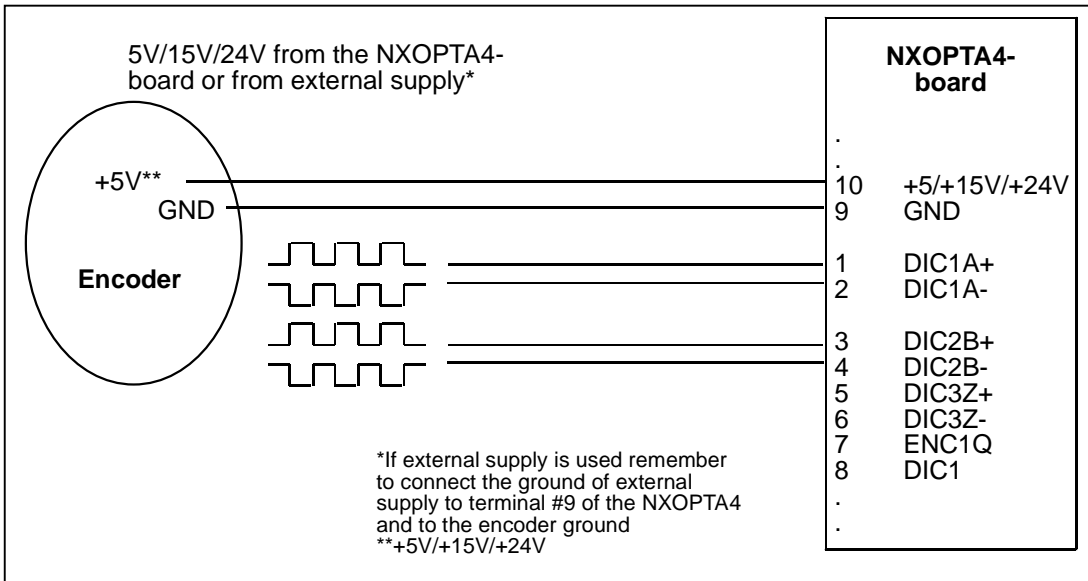 5V/15V/24V from the NXOPTA4-
board or from external supply*
+5V**
GND
Encoder
*If external supply is used remember
to connect the ground of external
supply to terminal #9 of the NXOPTA4
and to the encoder ground
**+5V/+15V/+24V
NXOPTA4-
board
.
.
10 +5/+15V/+24V
9 GND
1 DIC1A+
2 DIC1A-
3 DIC2B+
4 DIC2B-
5 DIC3Z+
6 DIC3Z-
7 ENC1Q
8 DIC1
.
.